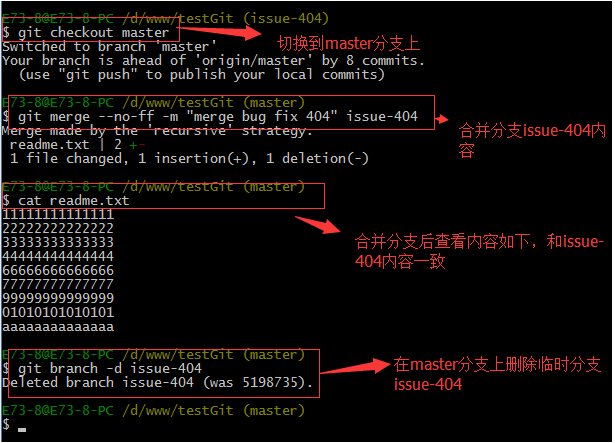 E73-8@E73-8-PC /d/www/testGit (issue-404)
$ git checkout master
切换到master分支上
Switched to branch 'master'
Your branch is ahead of 'origin/master' by 8 commits.
(use "git push" to publish your local commits)
E73-8@E73-8-PC /d/www/testGit (master)
$ git merge --no-ff -m "merge bug fix 404" issue-404
合并分支issue-404内
容
Merge made by the 'recursive' strategy.
readme.txt | 2 +-
1 file changed, 1 insertion(+), 1 deletion(-)
E73-8@E73-8-PC /d/www/testGit (master)
$ cat readme.txt
合并分支后查看内容如下，和issue-
404内容一致
11111111111111
22222222222222
33333333333333
44444444444444
66666666666666
77777777777777
99999999999999
01010101010101
aaaaaaaaaaaaaa
E73-8@E73-8-PC /d/www/testGit (master)
$ git branch -d issue-404
在master分支上删除临时分支
issue-404
Deleted branch issue-404 (was 5198735).
E73-8@E73-8-PC /d/www/testGit (master)
$